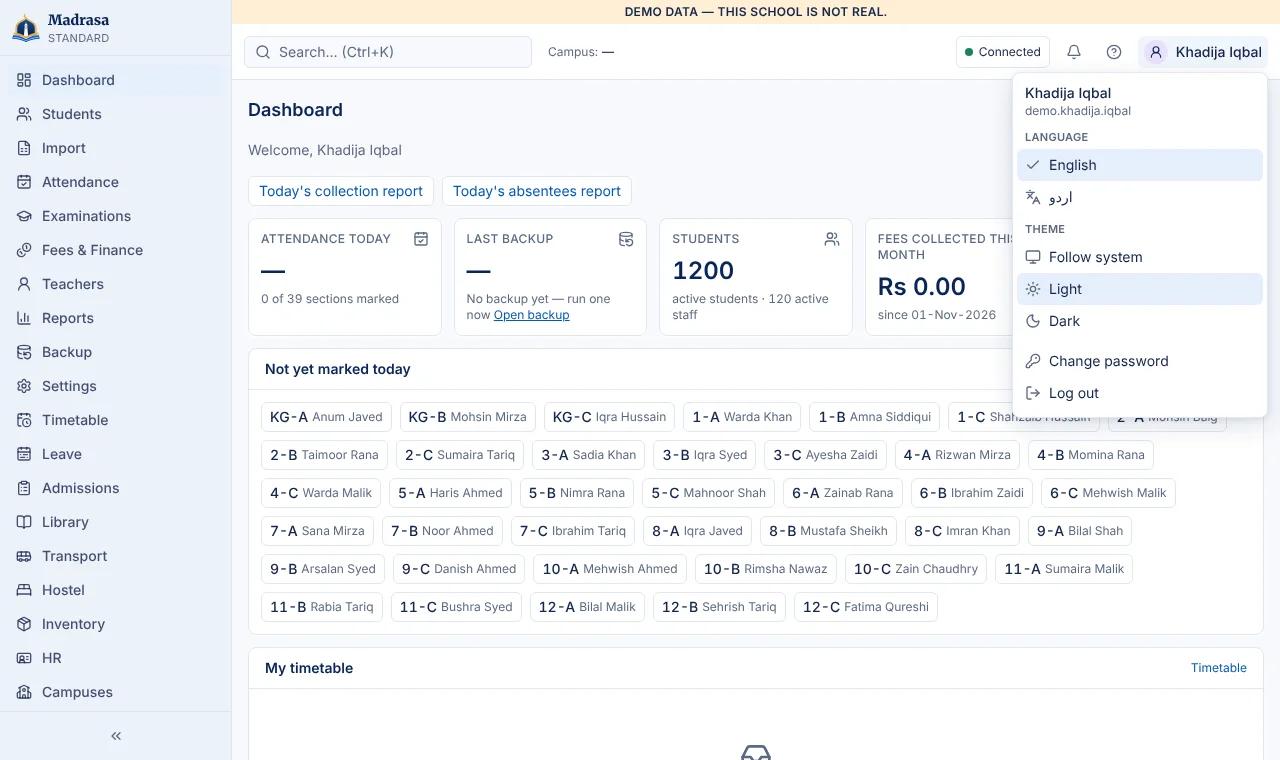 DEMO DATA — THIS SCHOOL IS NOT REAL.
Madrasa
STANDARD
Search... (Ctrl+K)
Campus: —
Connected
Khadija Iqbal
Dashboard
Students
Import
Attendance
Examinations
Fees & Finance
Teachers
Reports
Backup
Settings
Timetable
Leave
Admissions
Library
Transport
Hostel
Inventory
HR
Campuses
Khadija Iqbal
demo.khadija.iqbal
LANGUAGE
English
اردو
THEME
Follow system
Light
Dark
Change password
Log out
Dashboard
Welcome, Khadija Iqbal
Today's collection report
Today's absentees report
ATTENDANCE TODAY
—
0 of 39 sections marked
LAST BACKUP
—
No backup yet — run one
now Open backup
STUDENTS
1200
active students · 120 active
staff
FEES COLLECTED THIS
MONTH
Rs 0.00
since 01-Nov-2026
Not yet marked today
KG-A Anum Javed KG-B Mohsin Mirza KG-C Iqra Hussain 1-A Warda Khan 1-B Amna Siddiqui 1-C Shahzaib Hussain 2-A Mohsin Baig
2-B Taimoor Rana 2-C Sumaira Tariq 3-A Sadia Khan 3-B Iqra Syed 3-C Ayesha Zaidi 4-A Rizwan Mirza 4-B Momina Rana
4-C Warda Malik 5-A Haris Ahmed 5-B Nimra Rana 5-C Mahnoor Shah 6-A Zainab Rana 6-B Ibrahim Zaidi 6-C Mehwish Malik
7-A Sana Mirza 7-B Noor Ahmed 7-C Ibrahim Tariq 8-A Iqra Javed 8-B Mustafa Sheikh 8-C Imran Khan 9-A Bilal Shah
9-B Arsalan Syed 9-C Danish Ahmed 10-A Mehwish Ahmed 10-B Rimsha Nawaz 10-C Zain Chaudhry 11-A Sumaira Malik
11-B Rabia Tariq 11-C Bushra Syed 12-A Bilal Malik 12-B Sehrish Tariq 12-C Fatima Qureshi
My timetable
Timetable